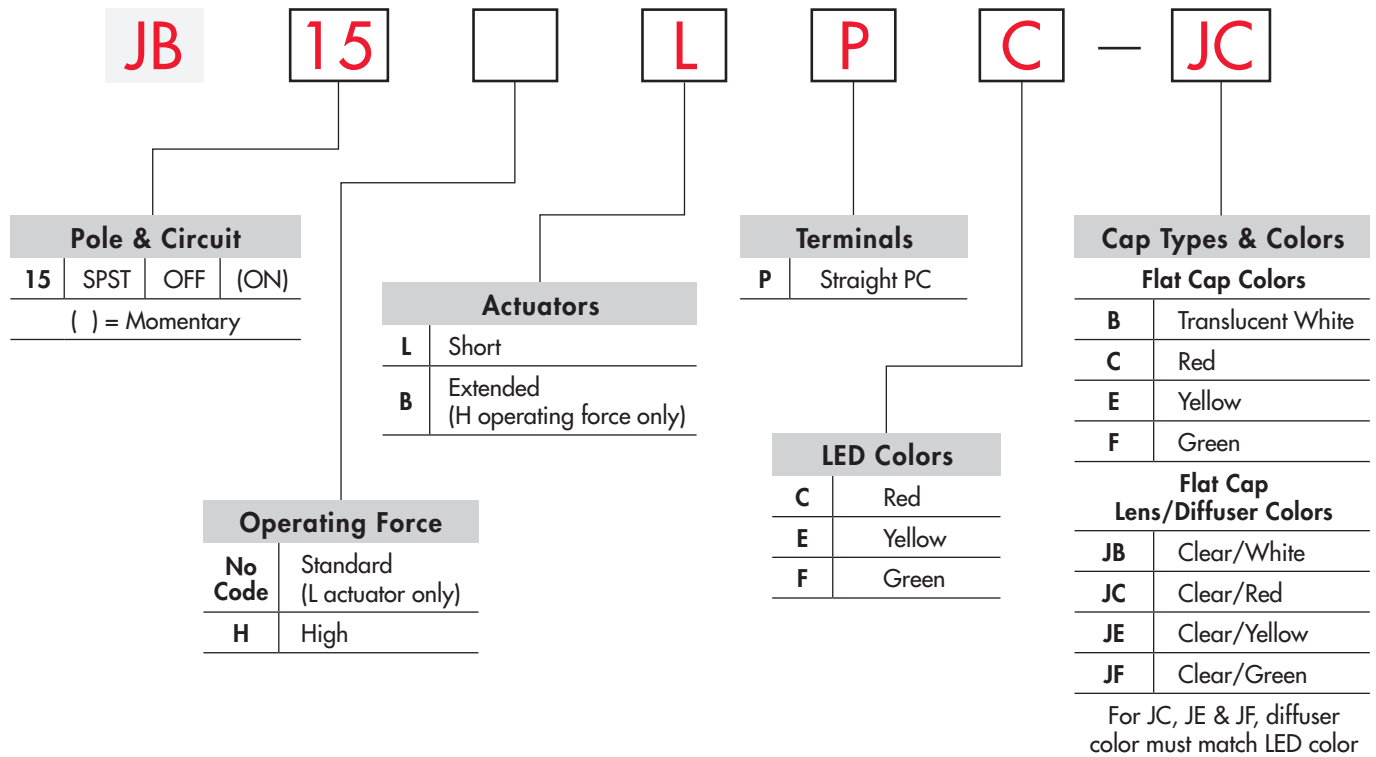 JB 15 L P C — JC
Pole & Circuit
15 SPST OFF (ON)
( ) = Momentary
Operating Force
No Code Standard (L actuator only)
H High
Actuators
L Short
B Extended (H operating force only)
Terminals
P Straight PC
LED Colors
C Red
E Yellow
F Green
Cap Types & Colors
Flat Cap Colors
B Translucent White
C Red
E Yellow
F Green
Flat Cap
Lens/Diffuser Colors
JB Clear/White
JC Clear/Red
JE Clear/Yellow
JF Clear/Green
For JC, JE & JF, diffuser
color must match LED color